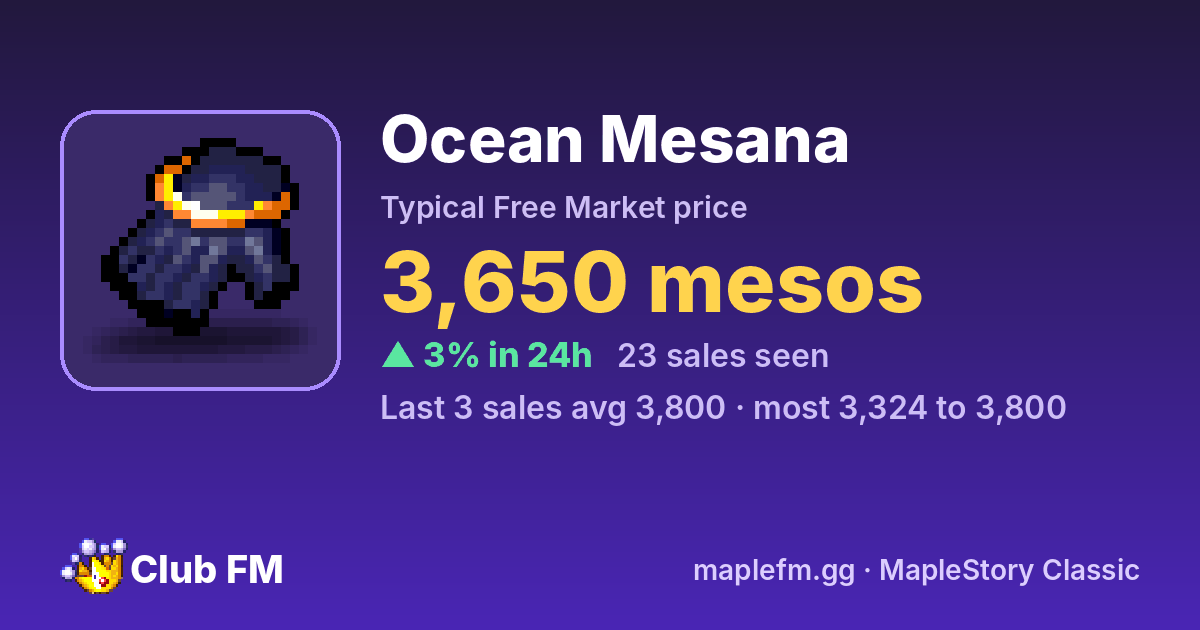 Ocean Mesana
Typical Free Market price
3,650 mesos
▲ 3% in 24h 23 sales seen
Last 3 sales avg 3,800 · most 3,324 to 3,800
Club FM
maplefm.gg · MapleStory Classic